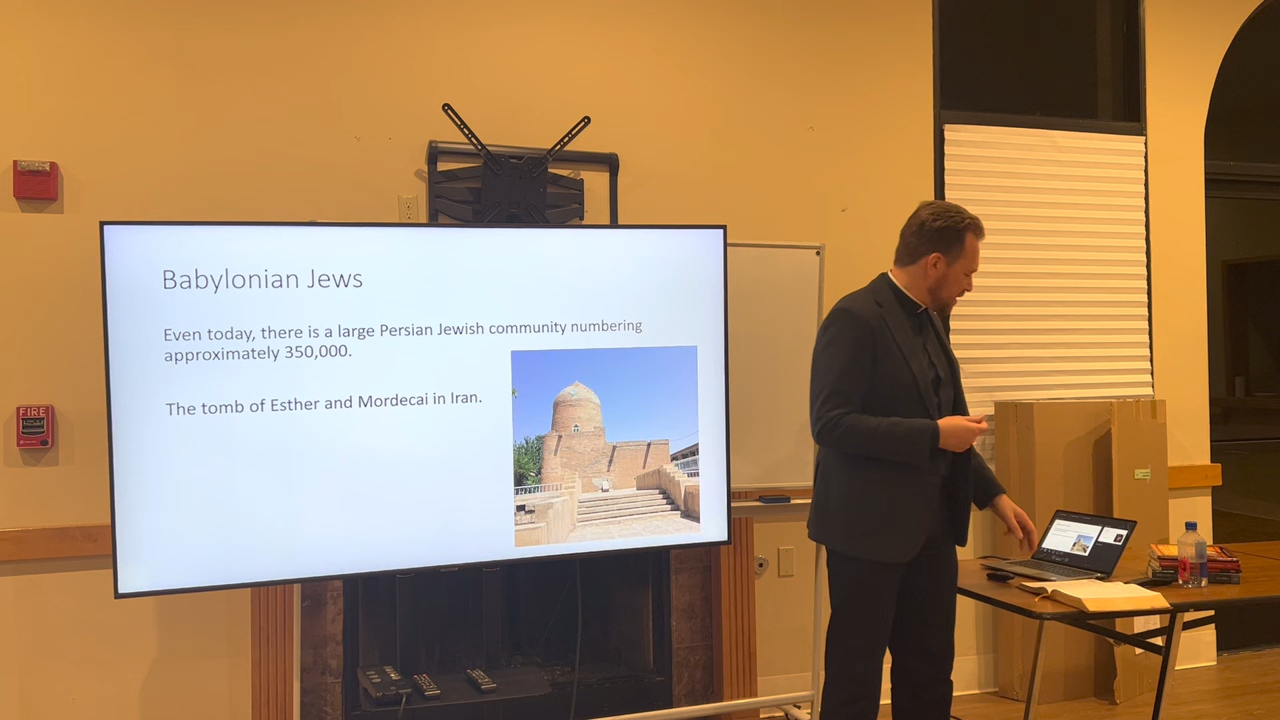 Babylonian Jews
Even today, there is a large Persian Jewish community numbering
approximately 350,000.
The tomb of Esther and Mordecai in Iran.
FIRE